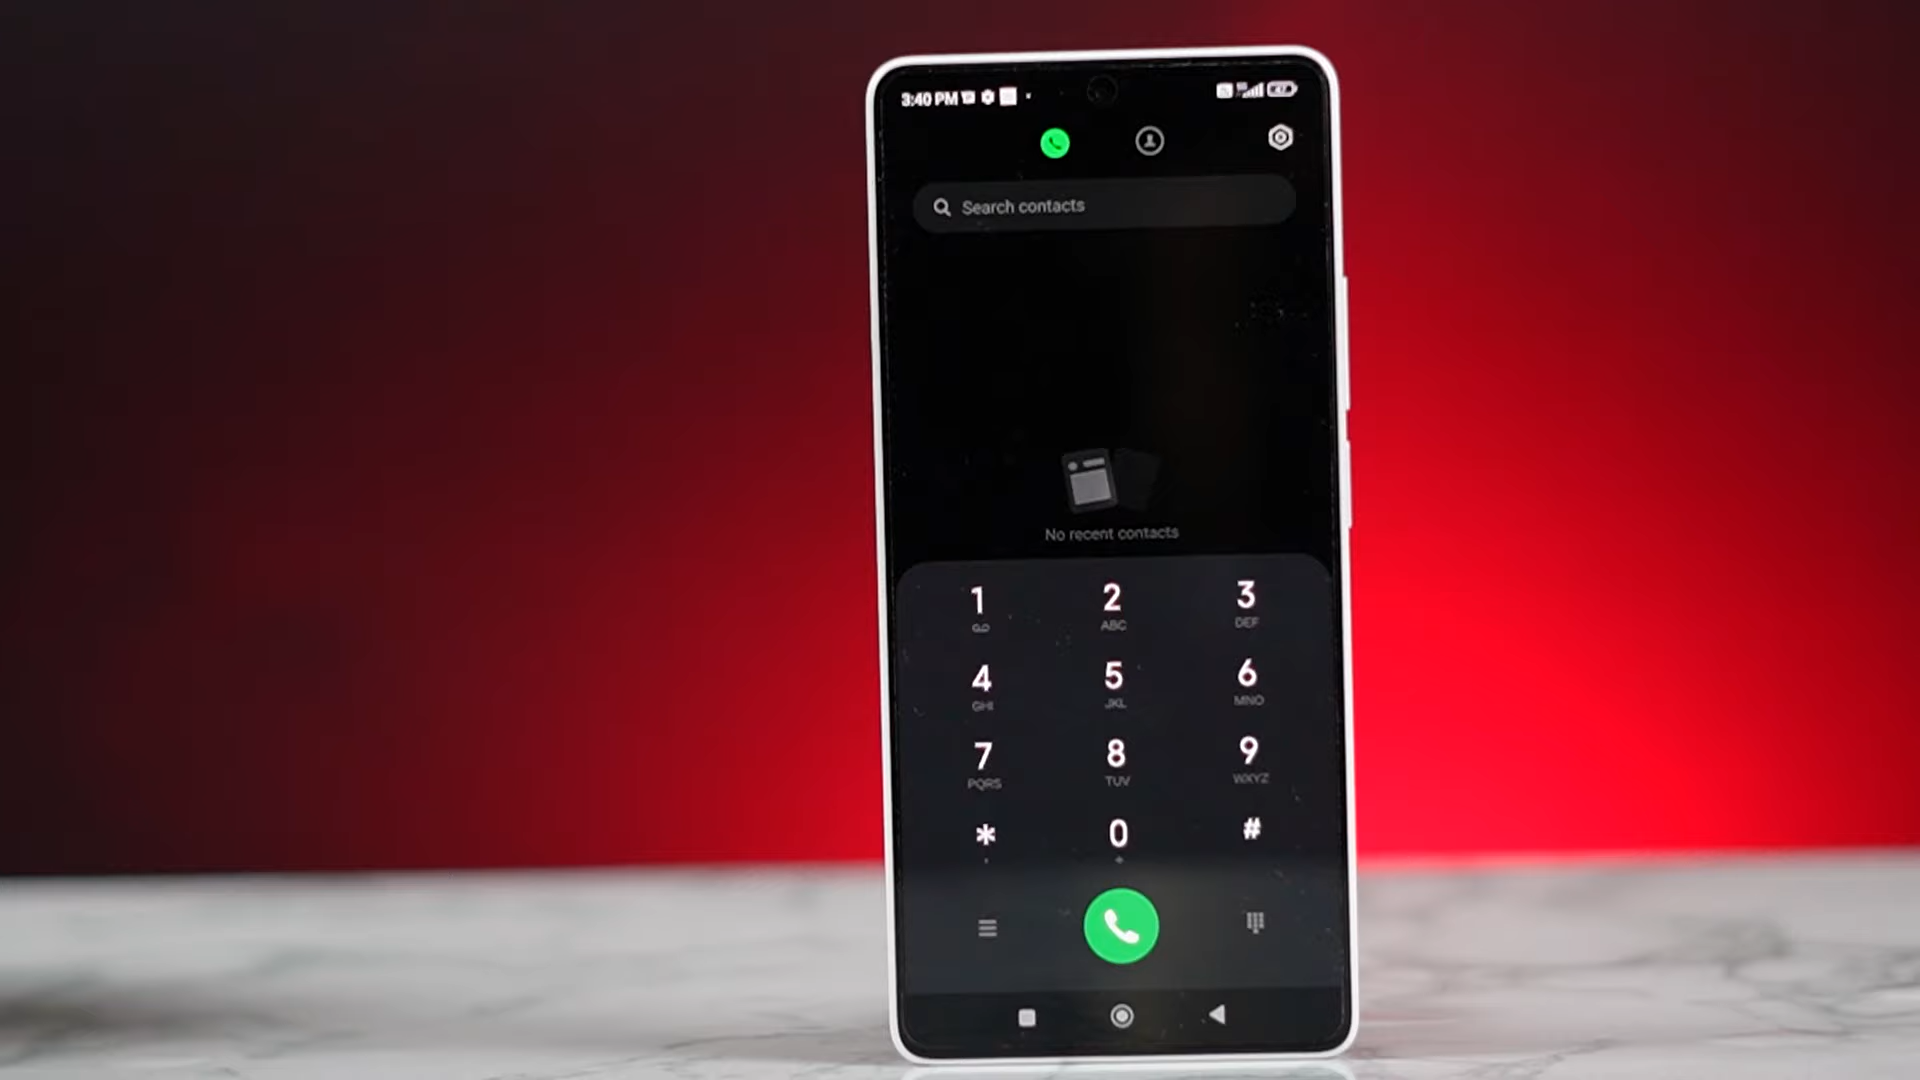 3:40 PM
47
Search contacts
No recent contacts
1 2 3
ABC DEF
4 5 6
GHI JKL MNO
7 8 9
PQRS TUV WXYZ
* 0 #
+